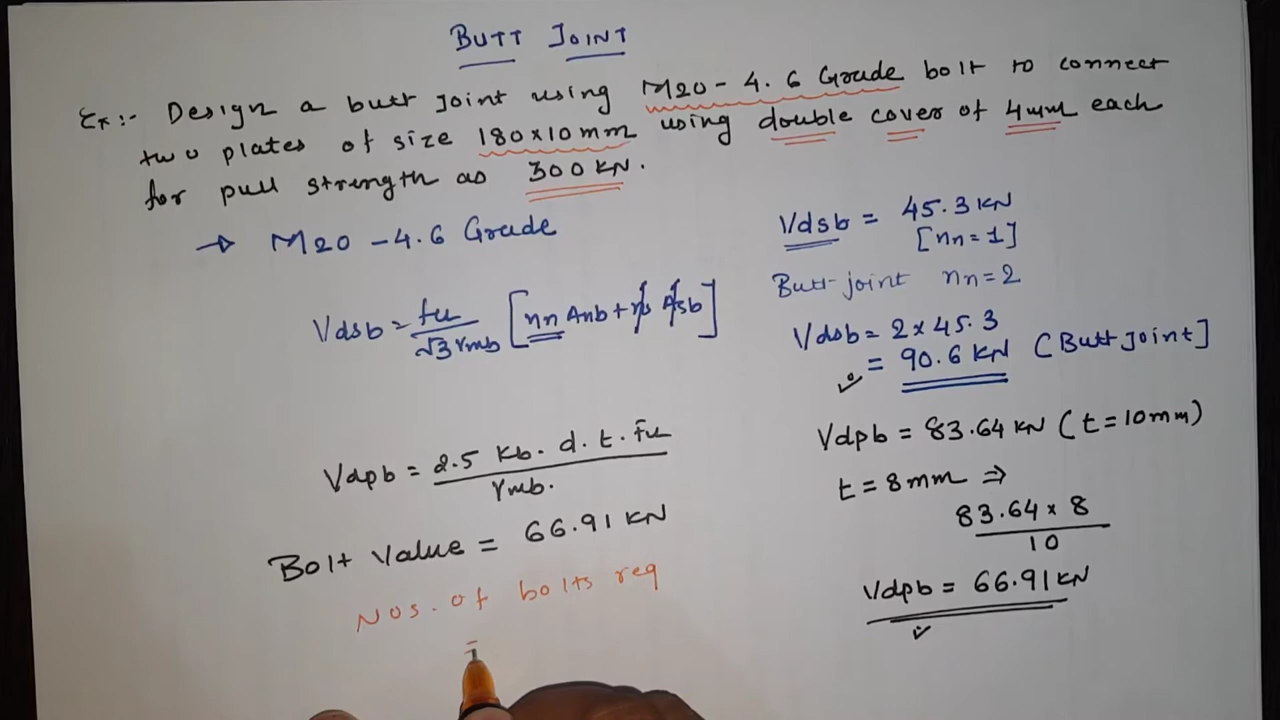 BUTT JOINT
Ex:- Design a butt joint using M20-4.6 Grade bolt to connect
two plates of size 180x10mm using double cover of 4mm each
for pull strength as 300KN.
→ M20 -4.6 Grade
Vdsb = fu/√3 γmb [nn Anb + ns Asb]
Vdsb = 45.3 KN
[nn = 1]
Butt-joint nn=2
Vdsb = 2 x 45.3
= 90.6 KN (Butt joint]
Vdpb = 2.5 Kb. d. t. fu / γmb.
Bolt Value = 66.91 KN
Nos. of bolts req
=
Vdpb = 83.64 KN (t=10mm)
t = 8mm ⇒
83.64 x 8
10
Vdpb = 66.91 KN